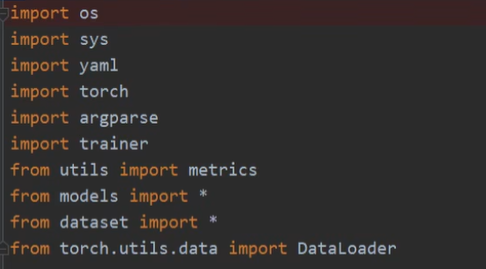 import os
import sys
import yaml
import torch
import argparse
import trainer
from utils import metrics
from models import *
from dataset import *
from torch.utils.data import DataLoader